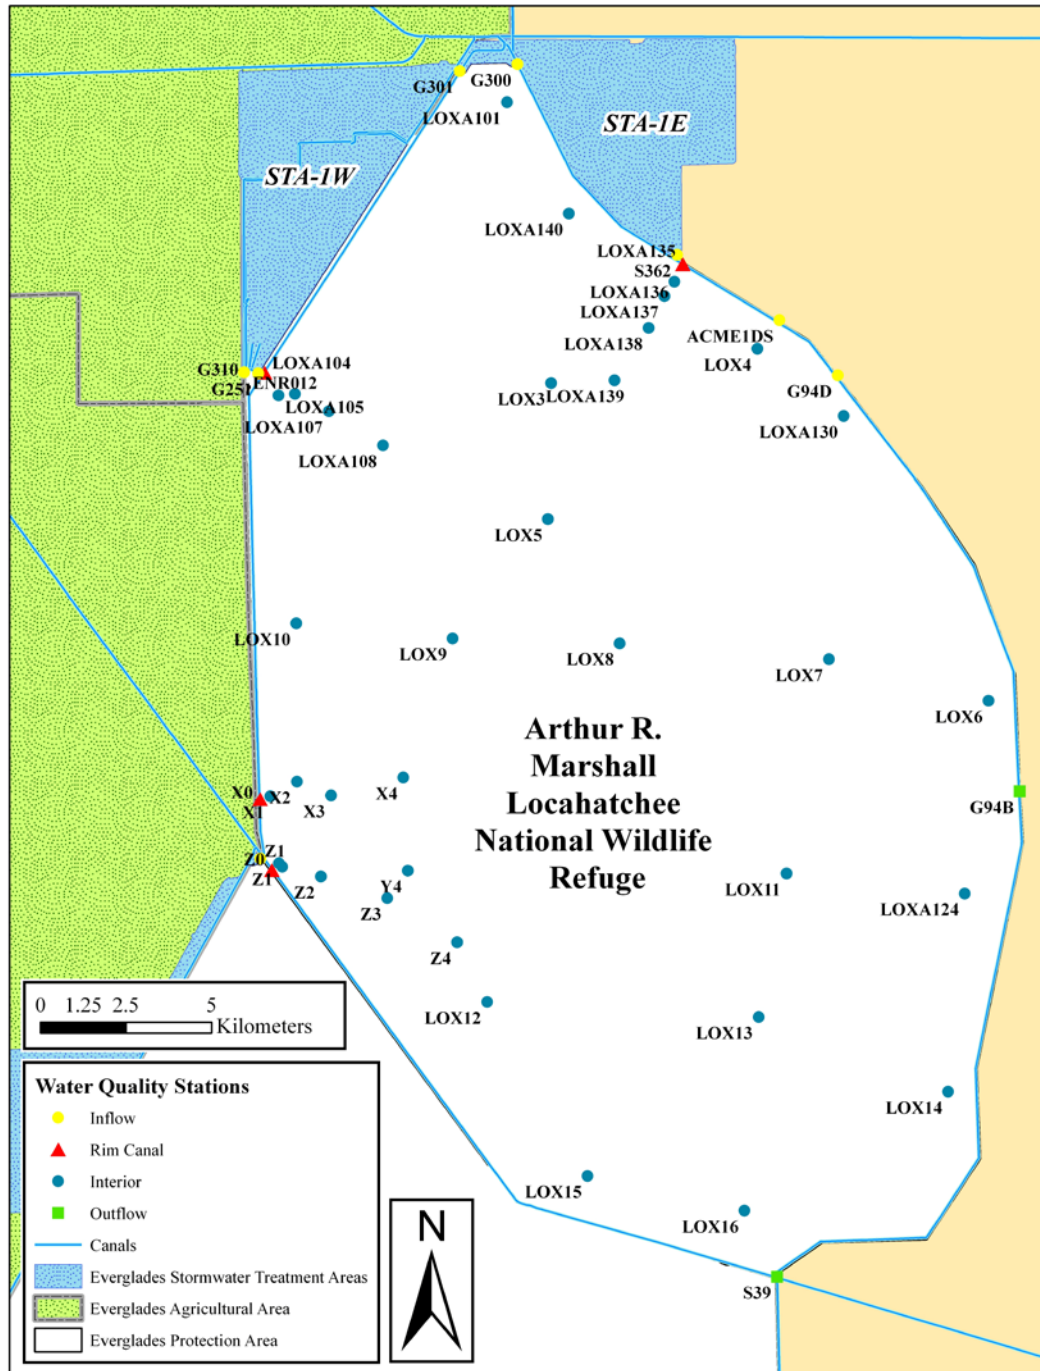 G301
G300
LOXA101
STA-1E
STA-1W
LOXA140
LOXA135
S362
LOXA136
LOXA137
LOXA138
ACME1DS
LOX4
LOXA104
G310
ENR012
G251
LOX3
LOXA139
G94D
LOXA105
LOXA107
LOXA130
LOXA108
LOX5
LOX10
LOX9
LOX8
LOX7
LOX6
X0
X2
X1
X3
X4
G94B
Arthur R.
Marshall
Locahatchee
National Wildlife
Refuge
Z1
Z0
Z1
Z2
Y4
Z3
LOX11
LOXA124
Z4
LOX12
LOX13
LOX14
LOX15
LOX16
S39
0 1.25 2.5 5
Kilometers
Water Quality Stations
Inflow
Rim Canal
Interior
Outflow
Canals
Everglades Stormwater Treatment Areas
Everglades Agricultural Area
Everglades Protection Area
N